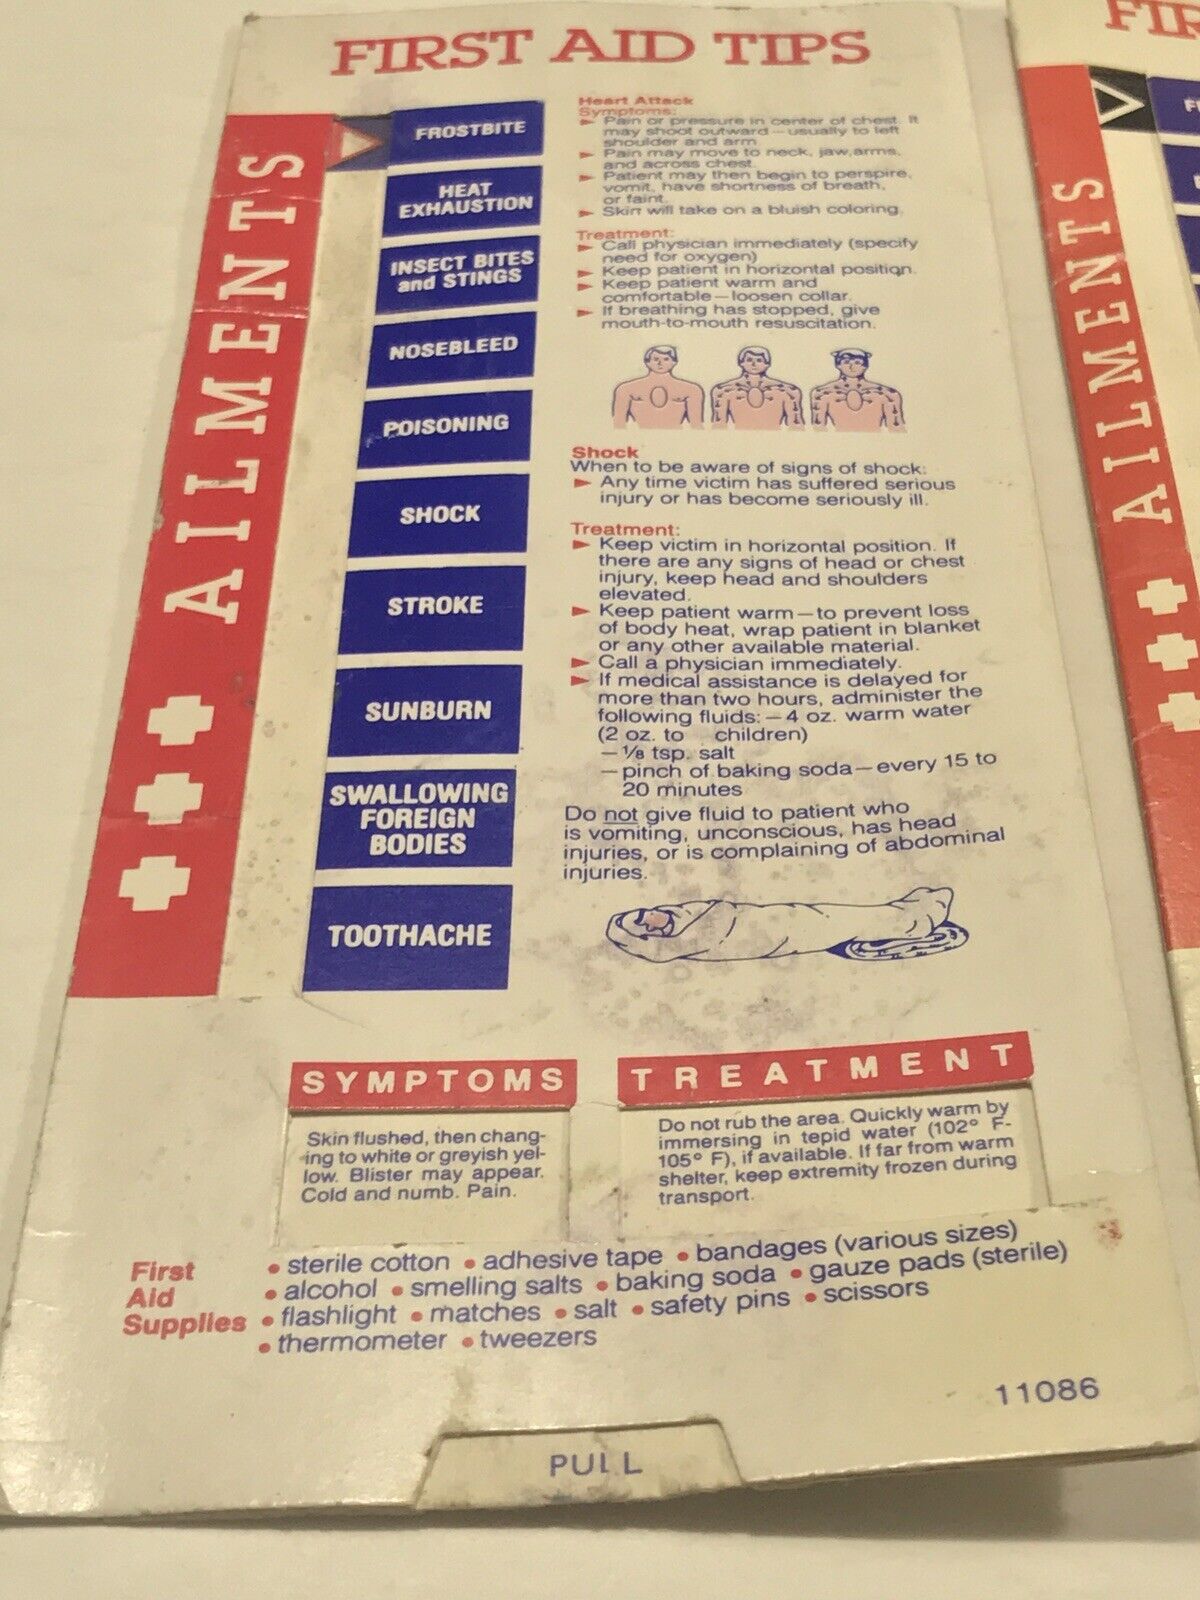 FIRST AID TIPS
AILMENTS
FROSTBITE
HEAT
EXHAUSTION
INSECT BITES
and STINGS
NOSEBLEED
POISONING
SHOCK
STROKE
SUNBURN
SWALLOWING
FOREIGN
BODIES
TOOTHACHE
Heart Attack
Symptoms:
Pain or pressure in center of chest. It
may shoot outward—usually to left
shoulder and arm
Pain may move to neck, jaw, arms,
and across chest.
Patient may then begin to perspire,
vomit, have shortness of breath,
or faint.
Skin will take on a bluish coloring.
Treatment:
Call physician immediately (specify
need for oxygen)
Keep patient in horizontal position.
Keep patient warm and
comfortable—loosen collar.
If breathing has stopped, give
mouth-to-mouth resuscitation.
Shock
When to be aware of signs of shock:
Any time victim has suffered serious
injury or has become seriously ill.
Treatment:
Keep victim in horizontal position. If
there are any signs of head or chest
injury, keep head and shoulders
elevated.
Keep patient warm—to prevent loss
of body heat, wrap patient in blanket
or any other available material.
Call a physician immediately.
If medical assistance is delayed for
more than two hours, administer the
following fluids:—4 oz. warm water
(2 oz. to children)
—1/8 tsp. salt
—pinch of baking soda—every 15 to
20 minutes
Do not give fluid to patient who
is vomiting, unconscious, has head
injuries, or is complaining of abdominal
injuries.
SYMPTOMS
Skin flushed, then chang-
ing to white or greyish yel-
low. Blister may appear.
Cold and numb. Pain.
TREATMENT
Do not rub the area. Quickly warm by
immersing in tepid water (102° F-
105° F), if available. If far from warm
shelter, keep extremity frozen during
transport.
First
Aid
Supplies
• sterile cotton • adhesive tape • bandages (various sizes)
• alcohol • smelling salts • baking soda • gauze pads (sterile)
• flashlight • matches • salt • safety pins • scissors
• thermometer • tweezers
11086
PULL
FIR
AILMENTS